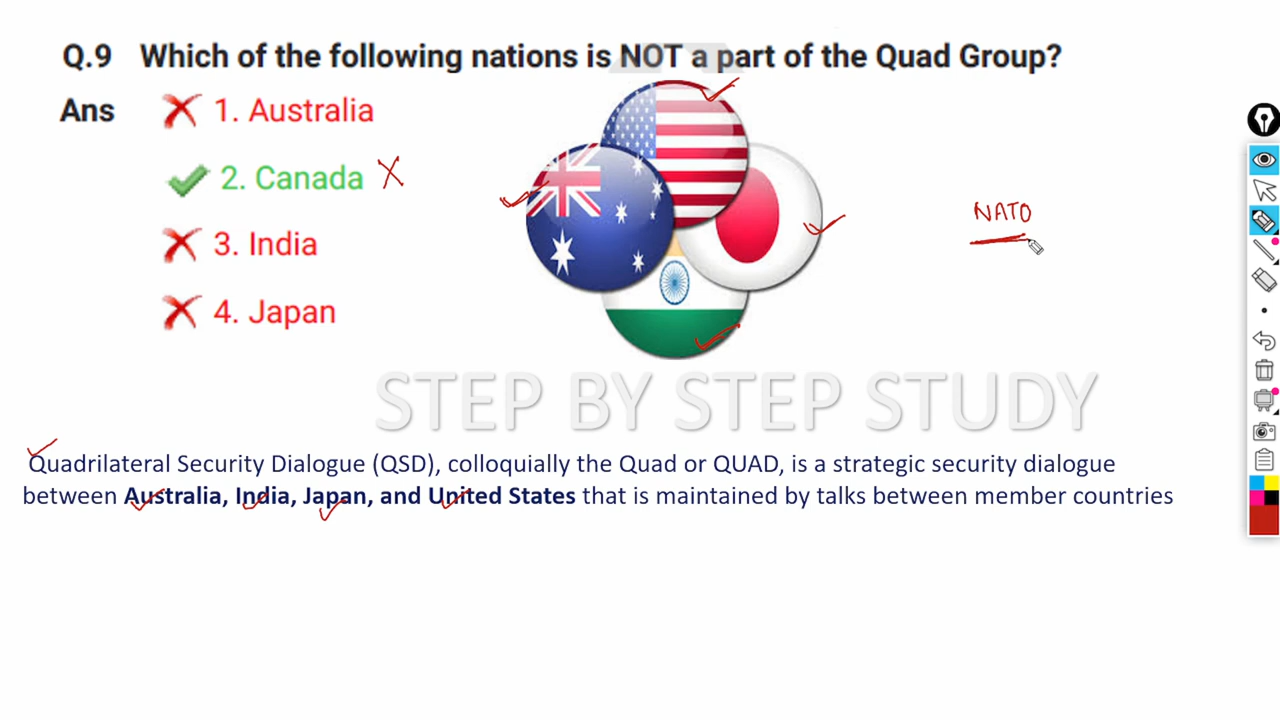 Q.9 Which of the following nations is NOT a part of the Quad Group?
Ans 1. Australia
2. Canada
3. India
4. Japan
NATO
STEP BY STEP STUDY
Quadrilateral Security Dialogue (QSD), colloquially the Quad or QUAD, is a strategic security dialogue
between Australia, India, Japan, and United States that is maintained by talks between member countries